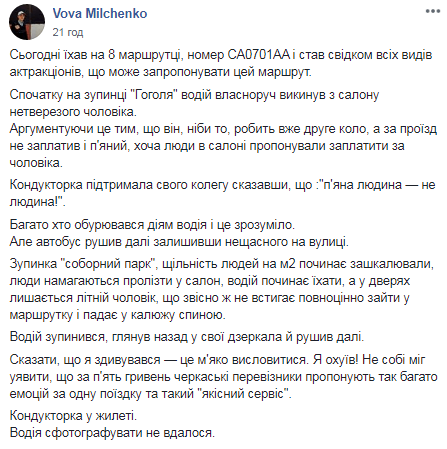 Vova Milchenko
21 год
Сьогодні їхав на 8 маршрутці, номер СА0701АА і став свідком всіх видів
актракціонів, що може запропонувати цей маршрут.
Спочатку на зупинці "Гоголя" водій власноруч викинув з салону
нетверезого чоловіка.
Аргументуючи це тим, що він, ніби то, робить вже друге коло, а за проїзд
не заплатив і п'яний, хоча люди в салоні пропонували заплатити за
чоловіка.
Кондукторка підтримала свого колегу сказавши, що :"п'яна людина — не
людина!".
Багато хто обурювався діям водія і це зрозуміло.
Але автобус рушив далі залишивши нещасного на вулиці.
Зупинка "соборний парк", щільність людей на м2 починає зашкалювали,
люди намагаються пролізти у салон, водій починає їхати, а у дверях
лишається літній чоловік, що звісно ж не встигає повноцінно зайти у
маршрутку і падає у калюжу спиною.
Водій зупинився, глянув назад у свої дзеркала й рушив далі.
Сказати, що я здивувався — це м'яко висловитися. Я охуїв! Не собі міг
уявити, що за п'ять гривень черкаські перевізники пропонують так багато
емоцій за одну поїздку та такий "якісний сервіс".
Кондукторка у жилеті.
Водія сфотографувати не вдалося.